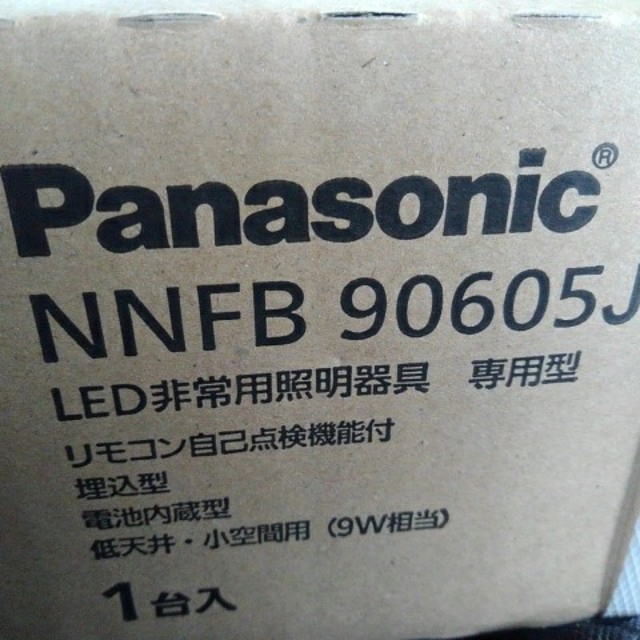 Panasonic®
NNFB 90605J
LED非常用照明器具 専用型
リモコン自己点検機能付
埋込型
電池内蔵型
低天井・小空間用（9W相当）
1台入